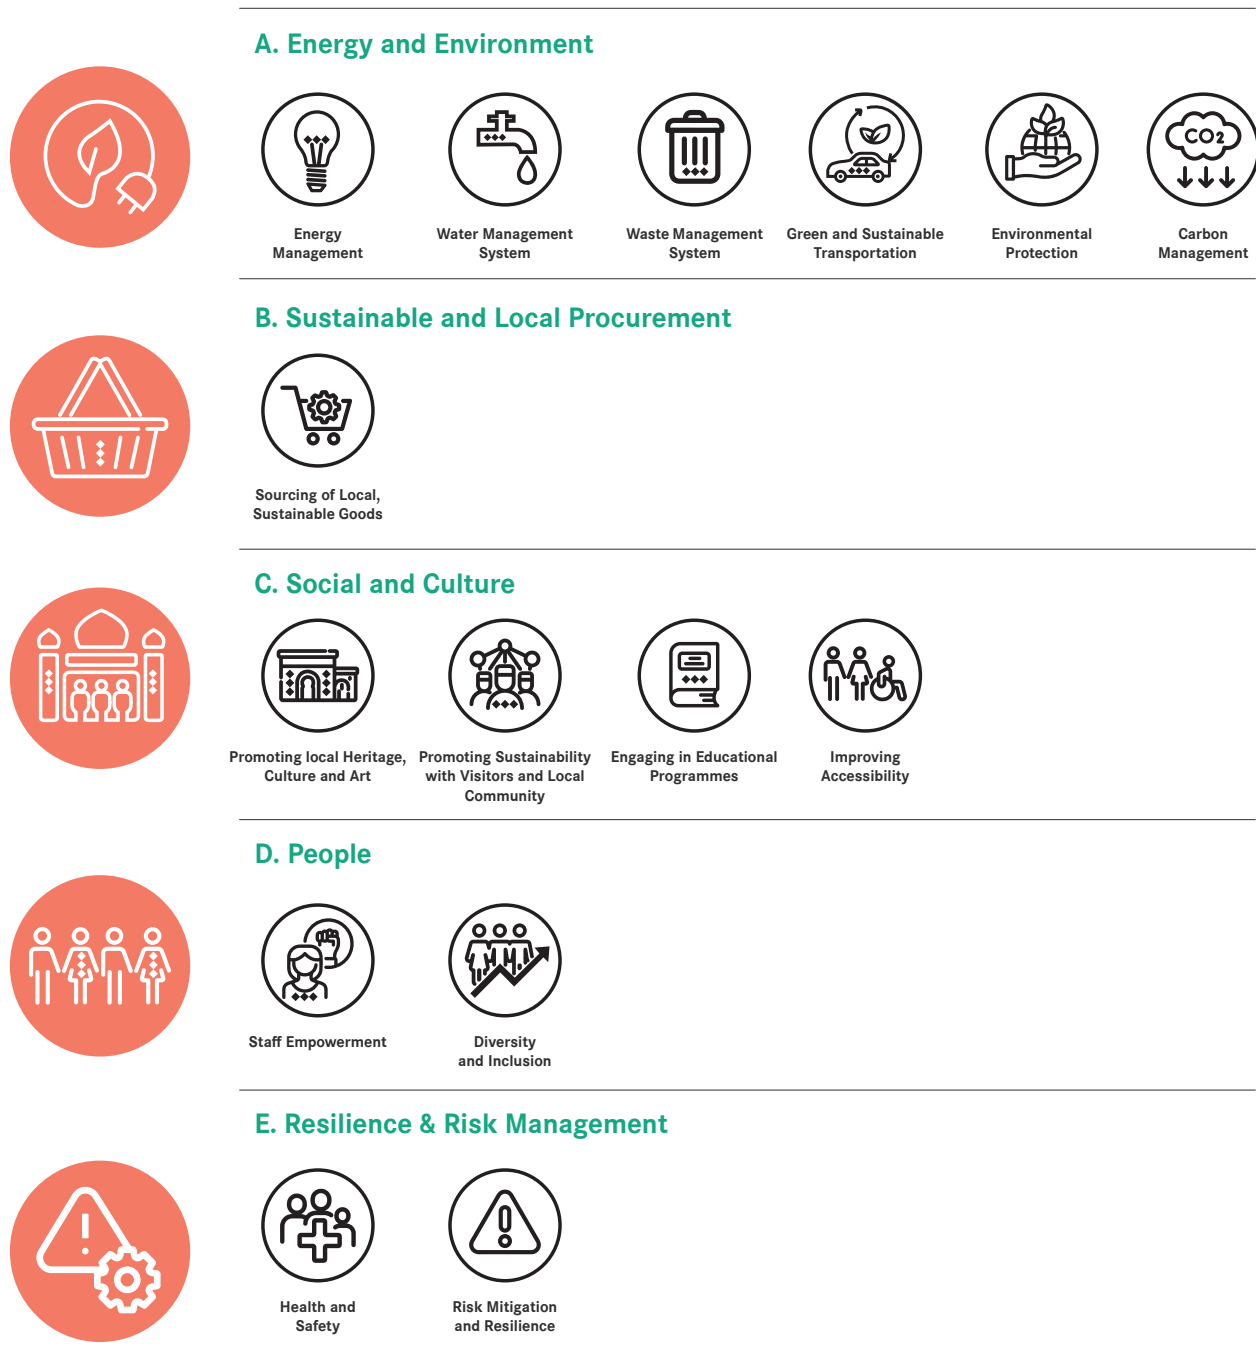 A. Energy and Environment
CO2
Energy
Management
Water Management
System
Waste Management
System
Green and Sustainable
Transportation
Environmental
Protection
Carbon
Management
B. Sustainable and Local Procurement
Sourcing of Local,
Sustainable Goods
C. Social and Culture
Promoting local Heritage,
Culture and Art
Promoting Sustainability
with Visitors and Local
Community
Engaging in Educational
Programmes
Improving
Accessibility
D. People
Staff Empowerment
Diversity
and Inclusion
E. Resilience & Risk Management
Health and
Safety
Risk Mitigation
and Resilience